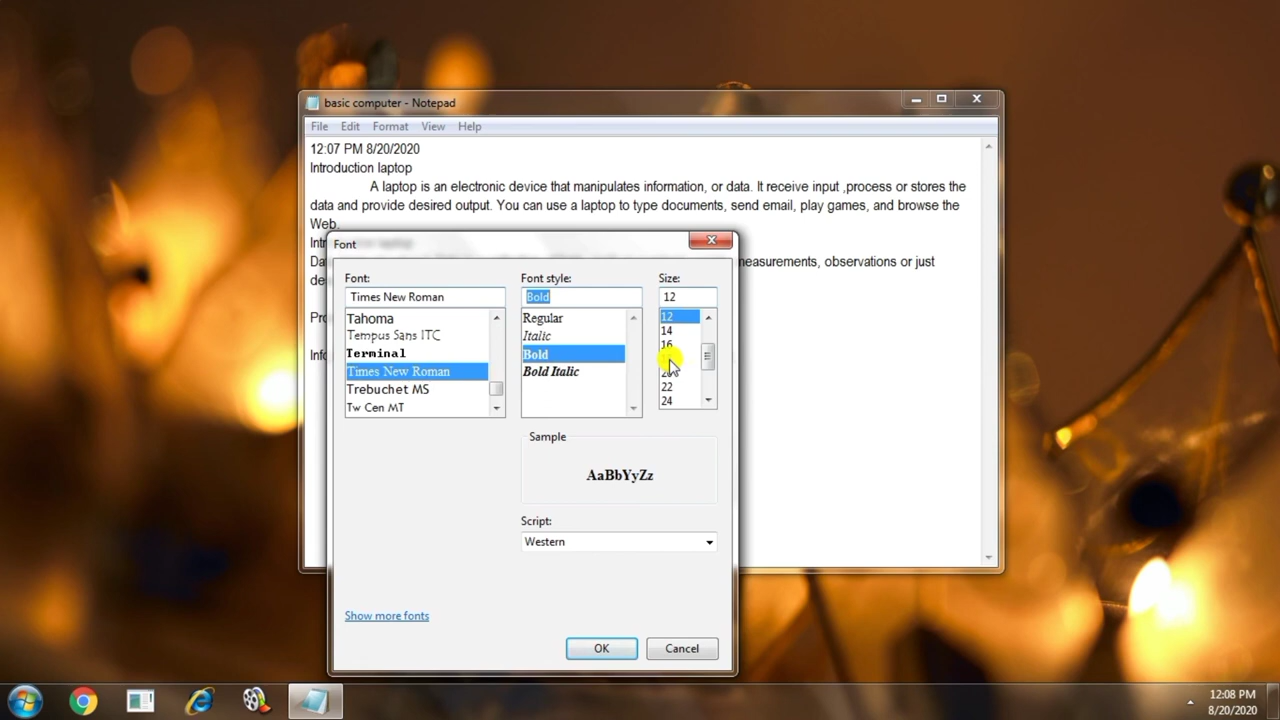 basic computer - Notepad
File Edit Format View Help
12:07 PM 8/20/2020
Introduction laptop
A laptop is an electronic device that manipulates information, or data. It receive input ,process or stores the
data and provide desired output. You can use a laptop to type documents, send email, play games, and browse the
Web.
Font
measurements, observations or just
Font: Font style: Size:
Times New Roman Bold 12
Tahoma
Tempus Sans ITC
Terminal
Times New Roman
Trebuchet MS
Tw Cen MT
Regular
Italic
Bold
Bold Italic
12
14
16
22
24
Sample
AaBbYyZz
Script:
Western
Show more fonts
OK Cancel
12:08 PM
8/20/2020